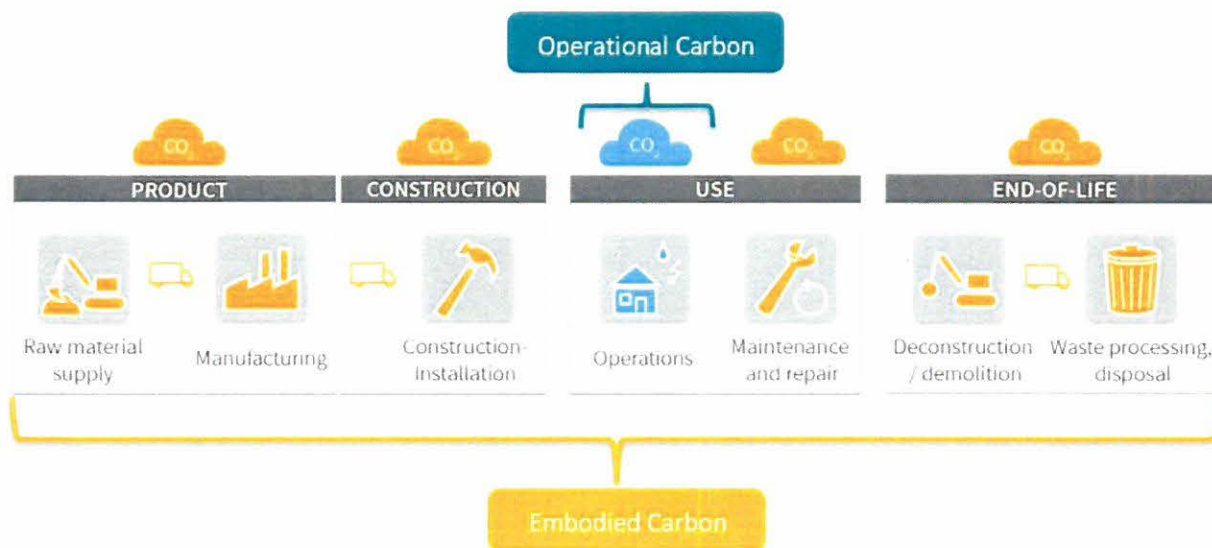 Operational Carbon
CO₂
CO₂
CO₂
CO₂
CO₂
PRODUCT
CONSTRUCTION
USE
END-OF-LIFE
Raw material
supply
Manufacturing
Construction-
Installation
Operations
Maintenance
and repair
Deconstruction
/ demolition
Waste processing,
disposal
Embodied Carbon